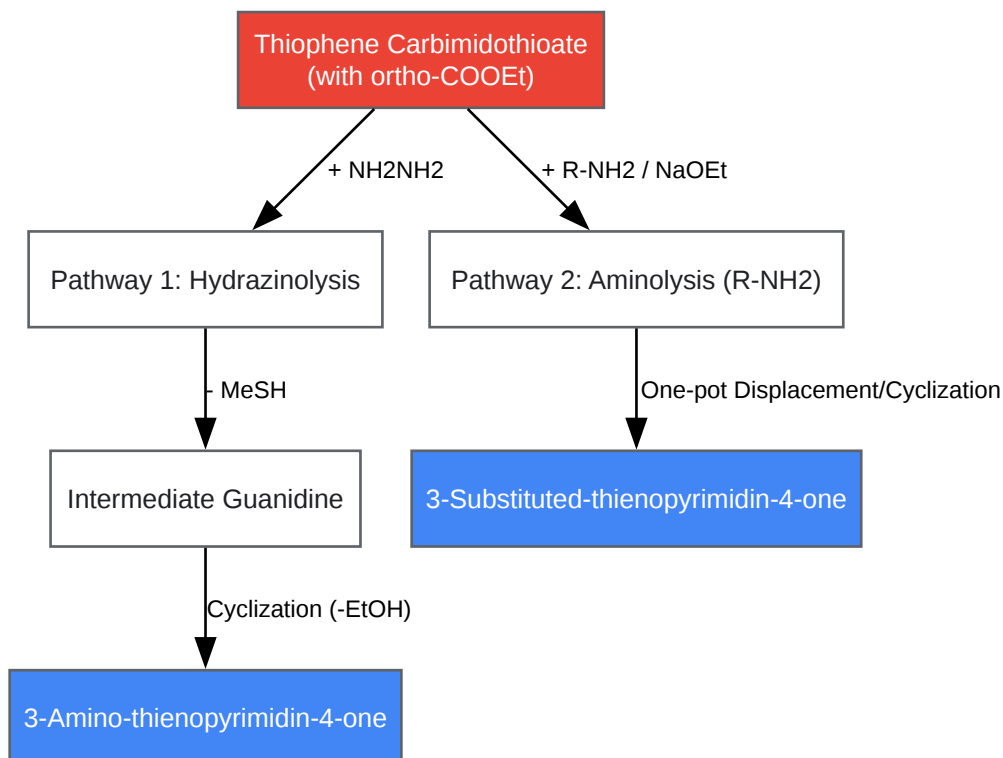 Thiophene Carbimidothioate
(with ortho-COOEt)
+ NH2NH2
+ R-NH2 / NaOEt
Pathway 1: Hydrazinolysis
Pathway 2: Aminolysis (R-NH2)
- MeSH
One-pot Displacement/Cyclization
Intermediate Guanidine
3-Substituted-thienopyrimidin-4-one
Cyclization (-EtOH)
3-Amino-thienopyrimidin-4-one